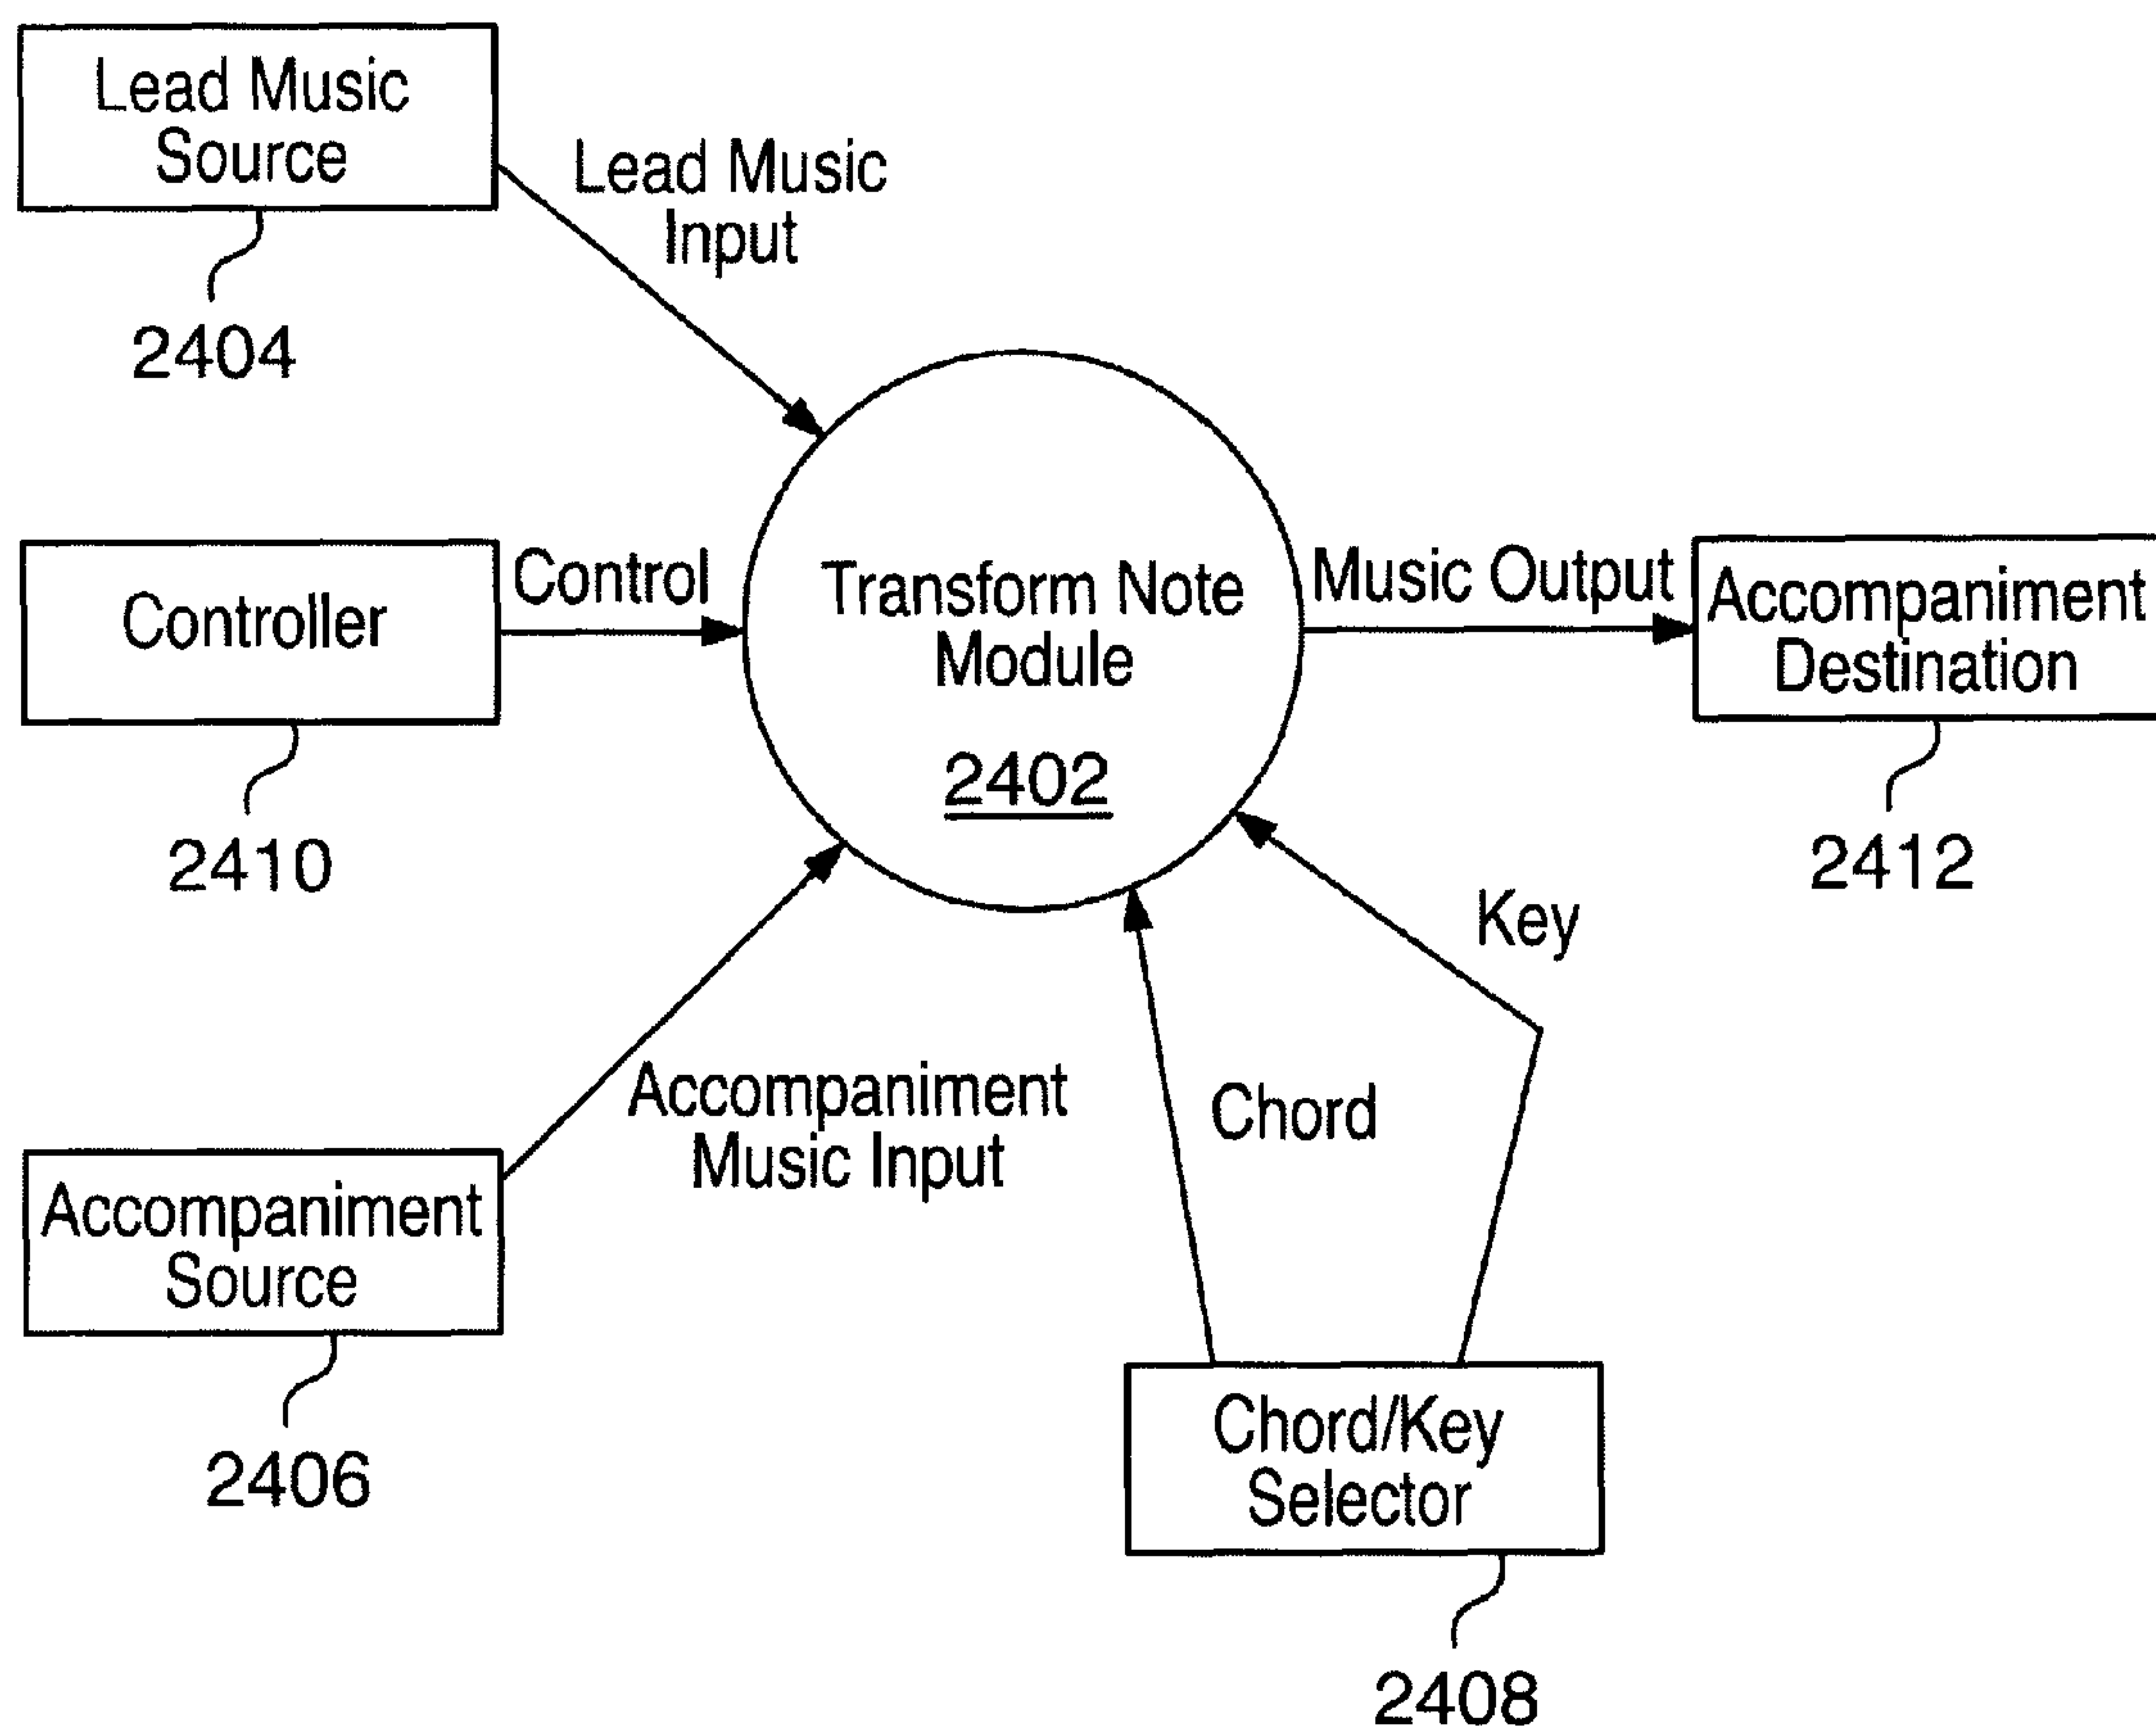 Lead Music
Source
2404
Lead Music
Input
Controller
2410
Control
Transform Note
Module
2402
Music Output
Accompaniment
Destination
2412
Accompaniment
Source
2406
Accompaniment
Music Input
Chord
Key
Chord/Key
Selector
2408